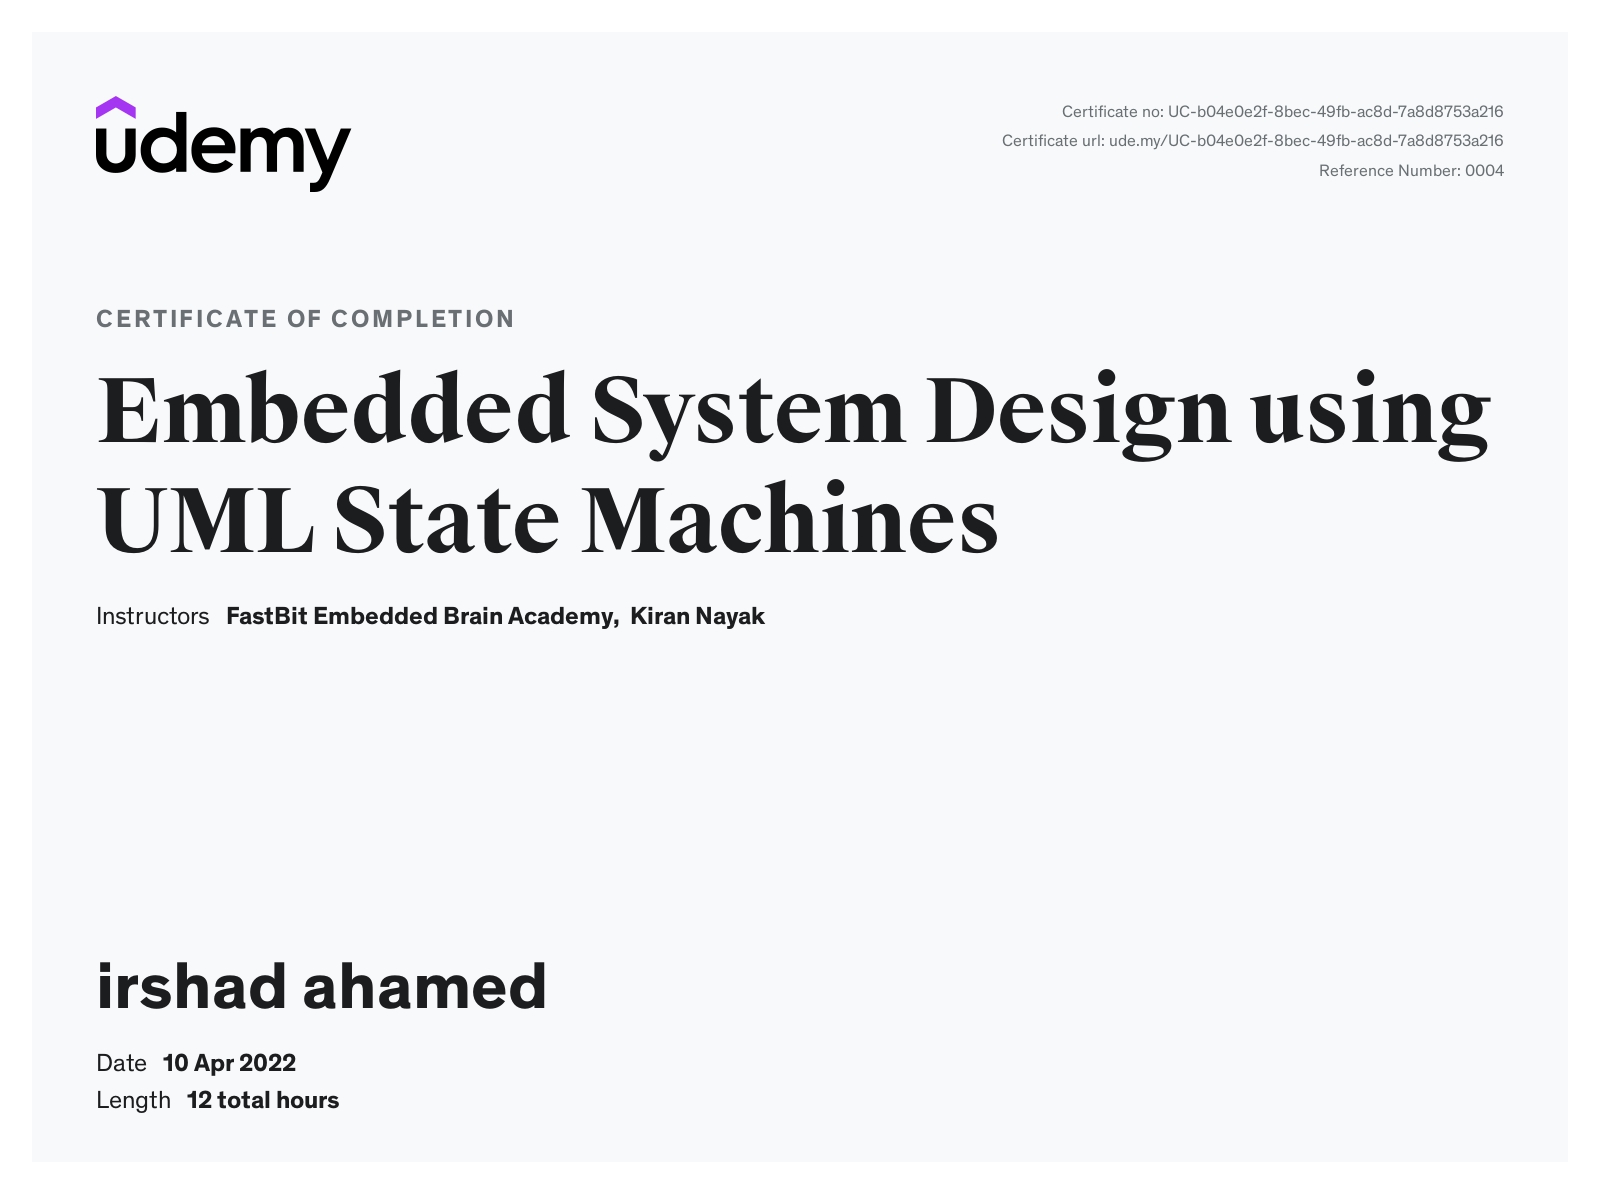 udemy
Certificate no: UC-b04e0e2f-8bec-49fb-ac8d-7a8d8753a216
Certificate url: ude.my/UC-b04e0e2f-8bec-49fb-ac8d-7a8d8753a216
Reference Number: 0004
CERTIFICATE OF COMPLETION
Embedded System Design using
UML State Machines
Instructors FastBit Embedded Brain Academy, Kiran Nayak
irshad ahamed
Date 10 Apr 2022
Length 12 total hours